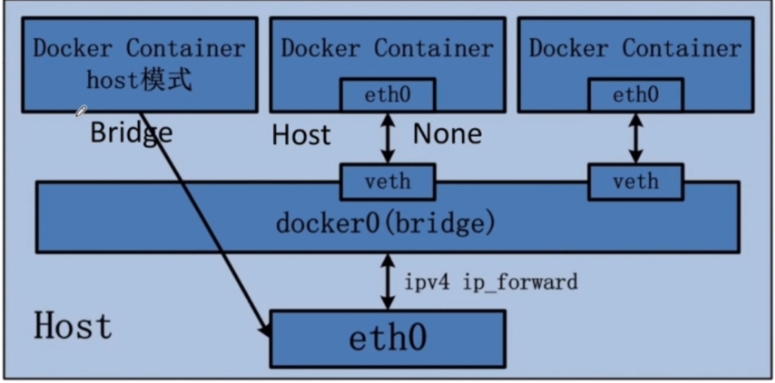 Docker Container
host模式
Docker Container
eth0
Docker Container
eth0
Bridge
Host
None
veth
veth
docker0(bridge)
ipv4 ip_forward
Host
eth0